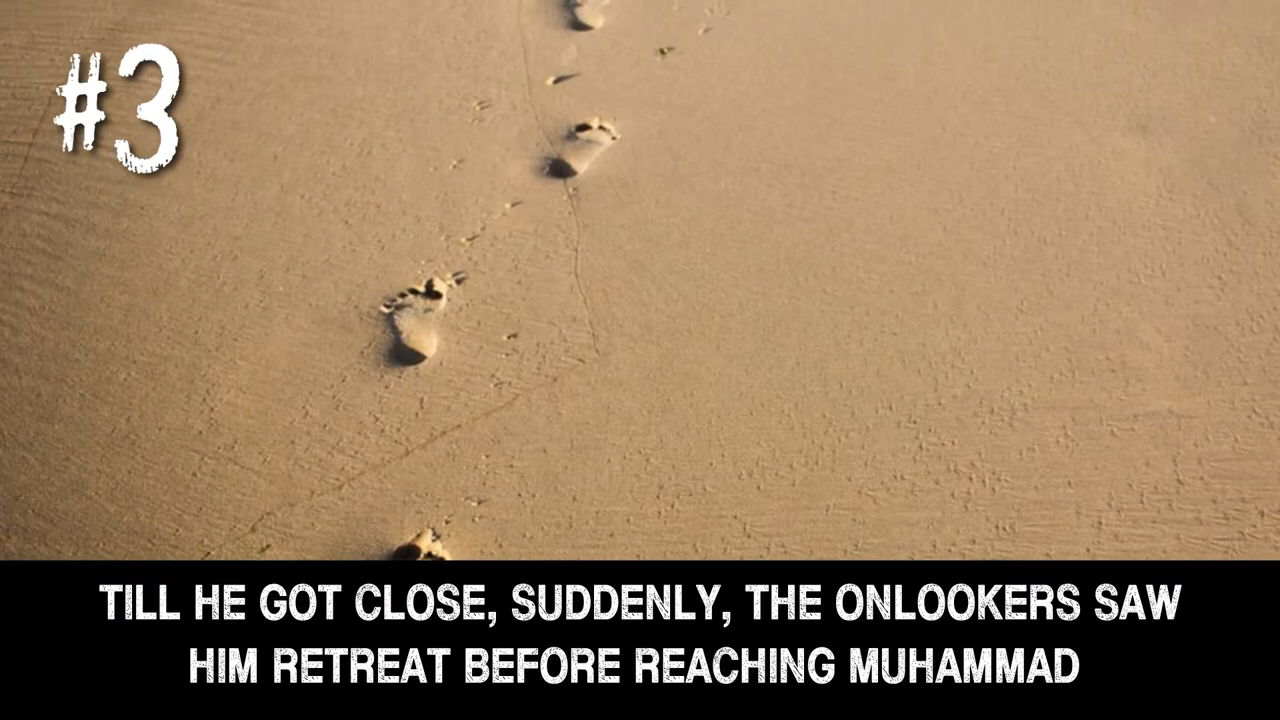 #3
TILL HE GOT CLOSE, SUDDENLY, THE ONLOOKERS SAW
HIM RETREAT BEFORE REACHING MUHAMMAD